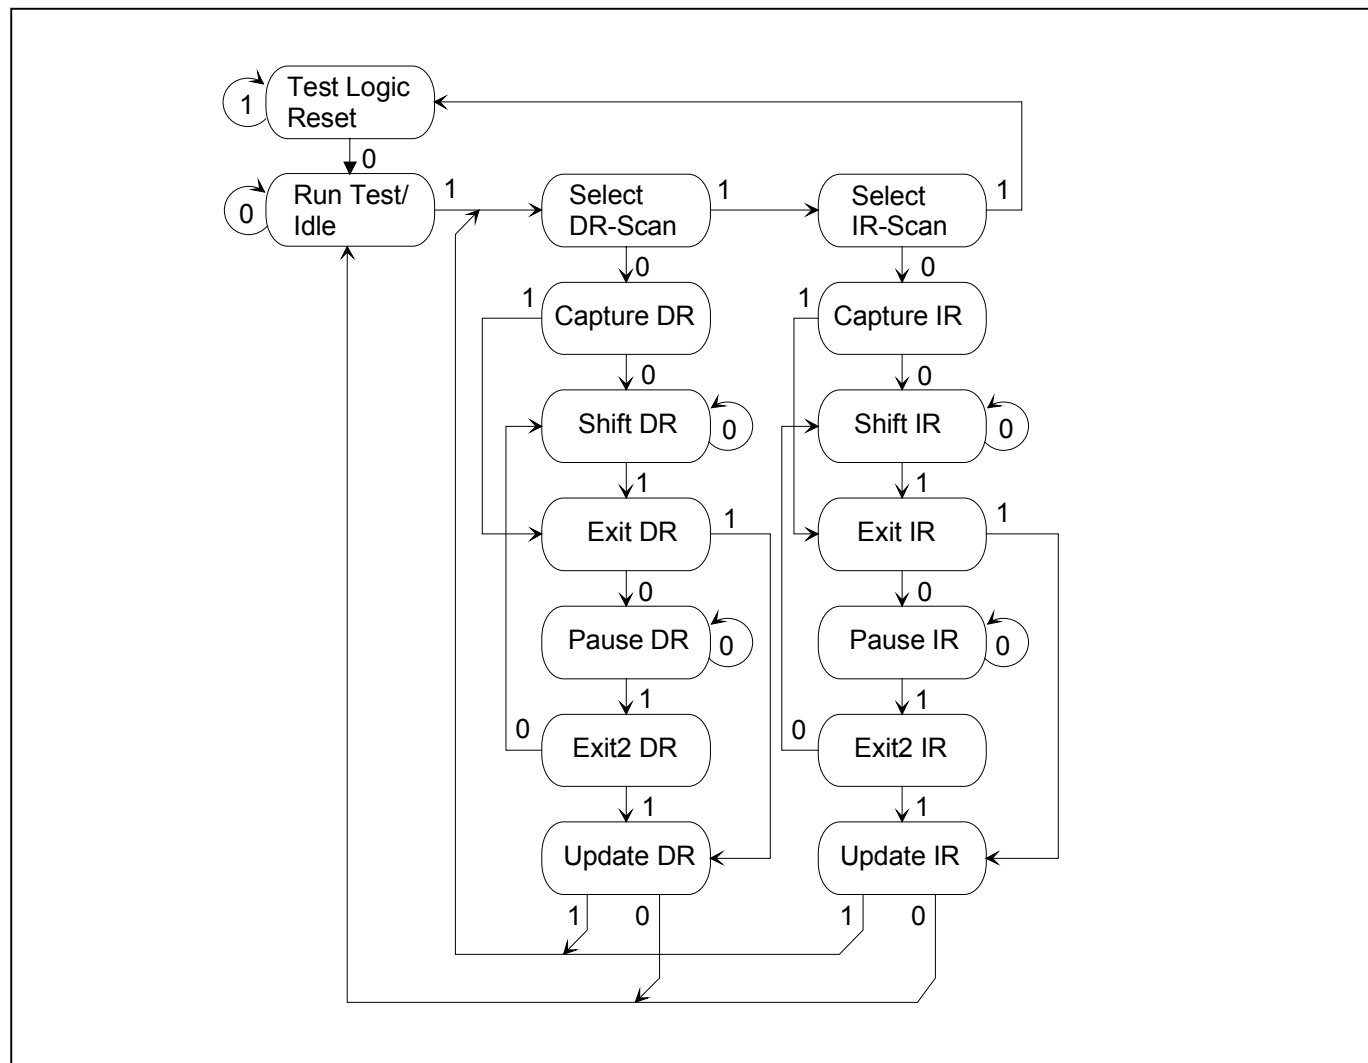 Test Logic
Reset
1
0
Run Test/
Idle
0
1
Select
DR-Scan
1
Select
IR-Scan
1
0
0
1
Capture DR
1
Capture IR
0
0
Shift DR
0
Shift IR
0
1
1
Exit DR
1
Exit IR
1
0
0
Pause DR
0
Pause IR
0
1
1
0
Exit2 DR
0
Exit2 IR
1
1
Update DR
Update IR
1
0
1
0